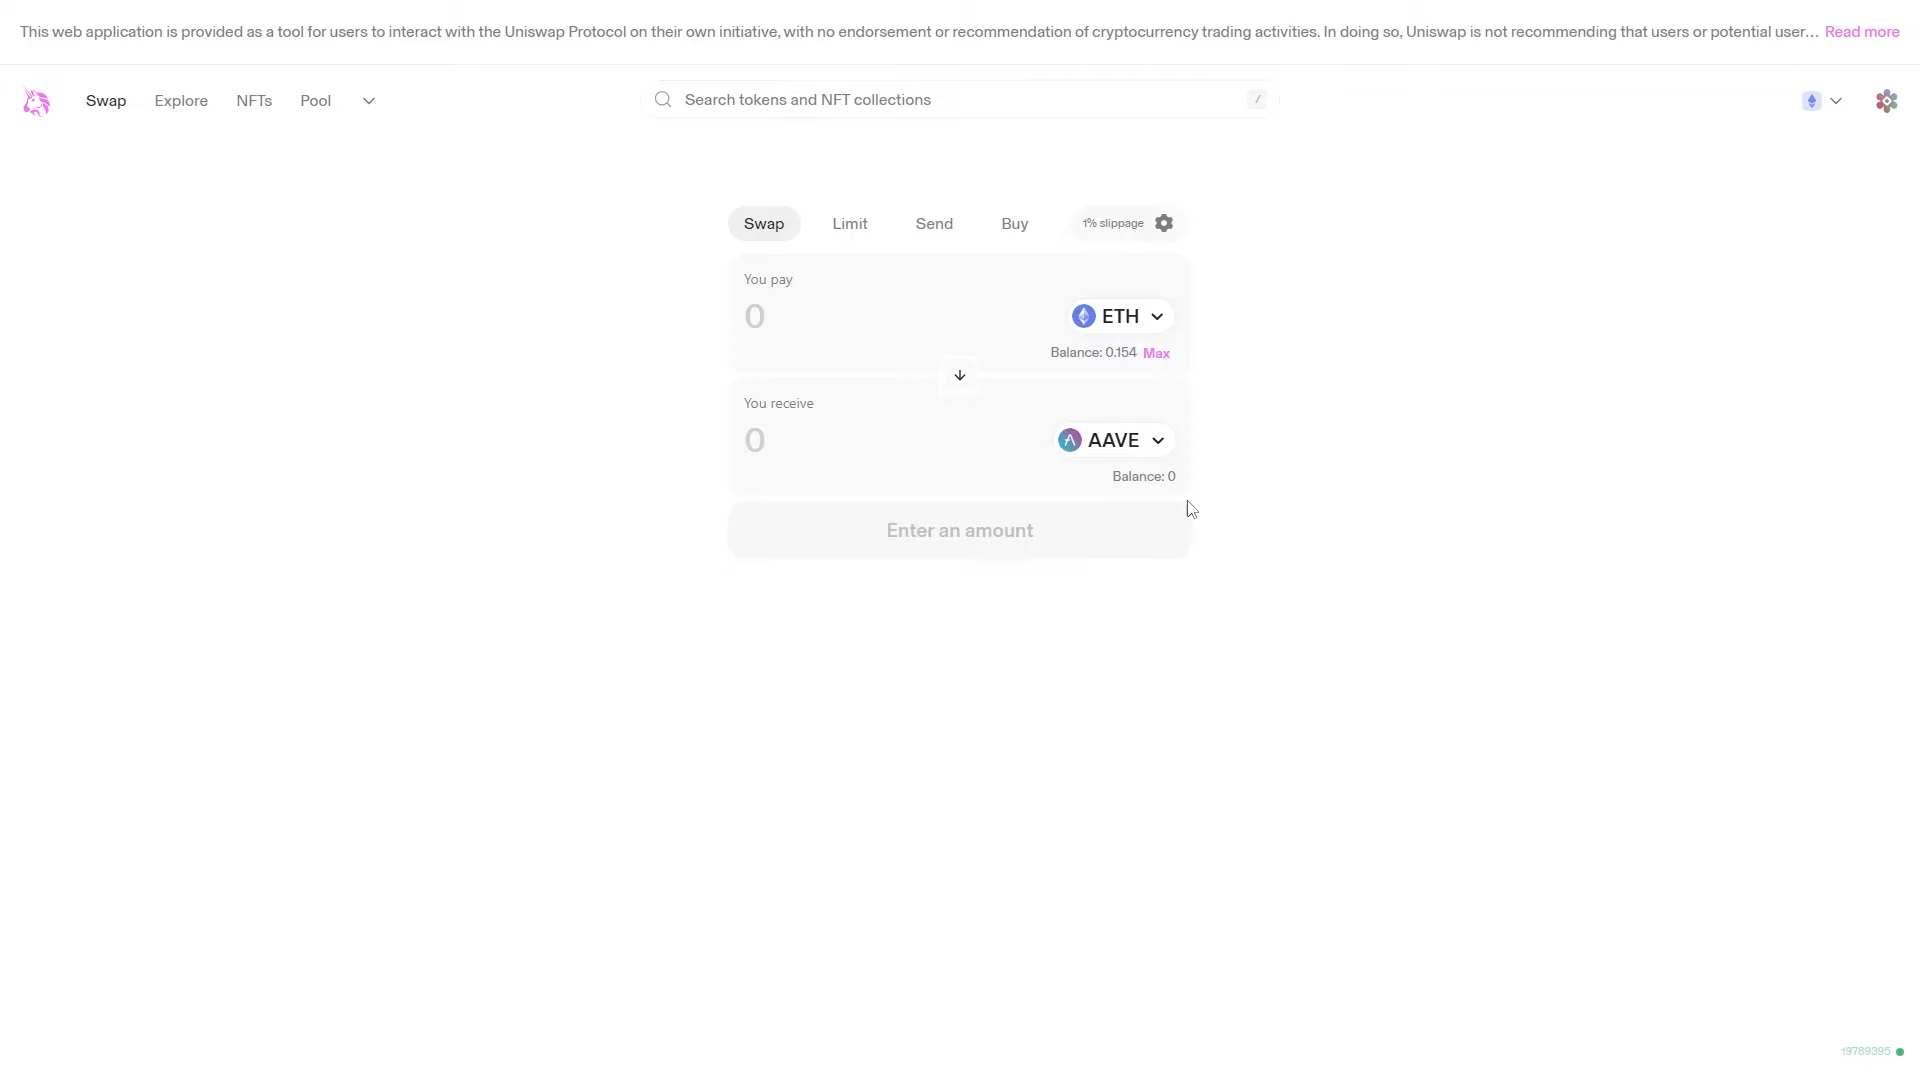 This web application is provided as a tool for users to interact with the Uniswap Protocol on their own initiative, with no endorsement or recommendation of cryptocurrency trading activities. In doing so, Uniswap is not recommending that users or potential user... Read more
Swap Explore NFTs Pool Search tokens and NFT collections /
Swap Limit Send Buy 1% slippage
You pay
0 ETH
Balance: 0.154 Max
You receive
0 AAVE
Balance: 0
Enter an amount
19789395